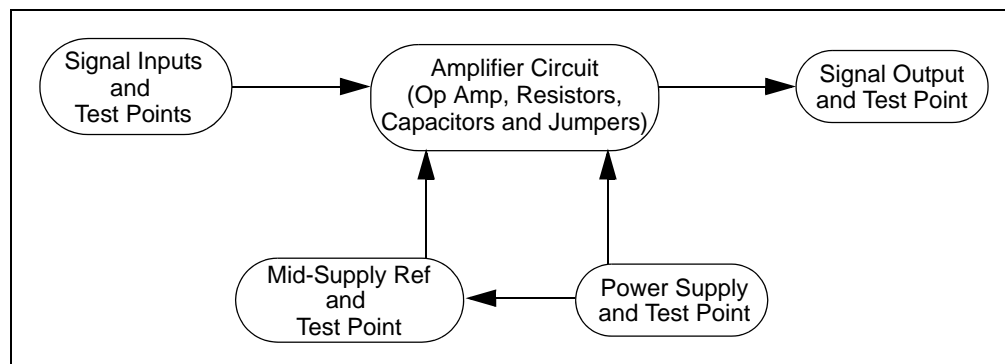 Signal Inputs
and
Test Points
Amplifier Circuit
(Op Amp, Resistors,
Capacitors and Jumpers)
Signal Output
and Test Point
Mid-Supply Ref
and
Test Point
Power Supply
and Test Point